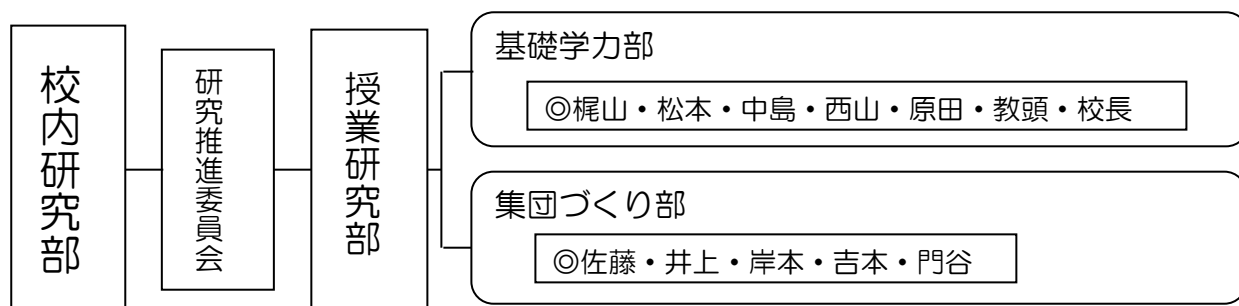 校内研究部
研究推進委員会
授業研究部
基礎学力部
◎梶山・松本・中島・西山・原田・教頭・校長
集団づくり部
◎佐藤・井上・岸本・吉本・門谷